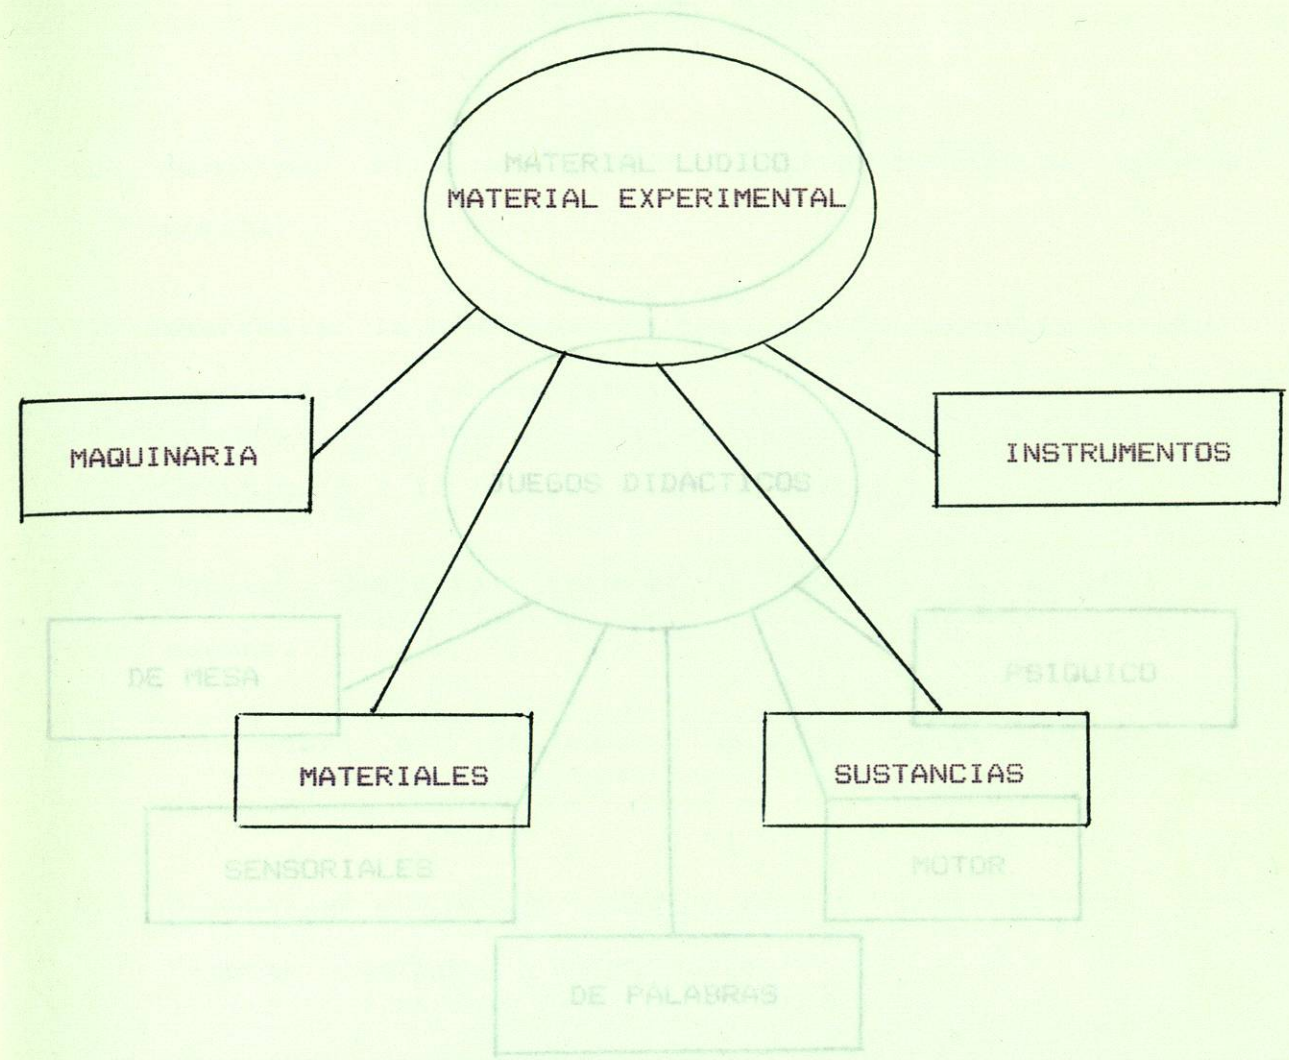 MATERIAL LUDICO
MATERIAL EXPERIMENTAL
MAQUINARIA
INSTRUMENTOS
JUEGOS DIDACTICOS
DE MESA
PSIQUICO
MATERIALES
SUSTANCIAS
SENSORIALES
MOTOR
DE PALABRAS